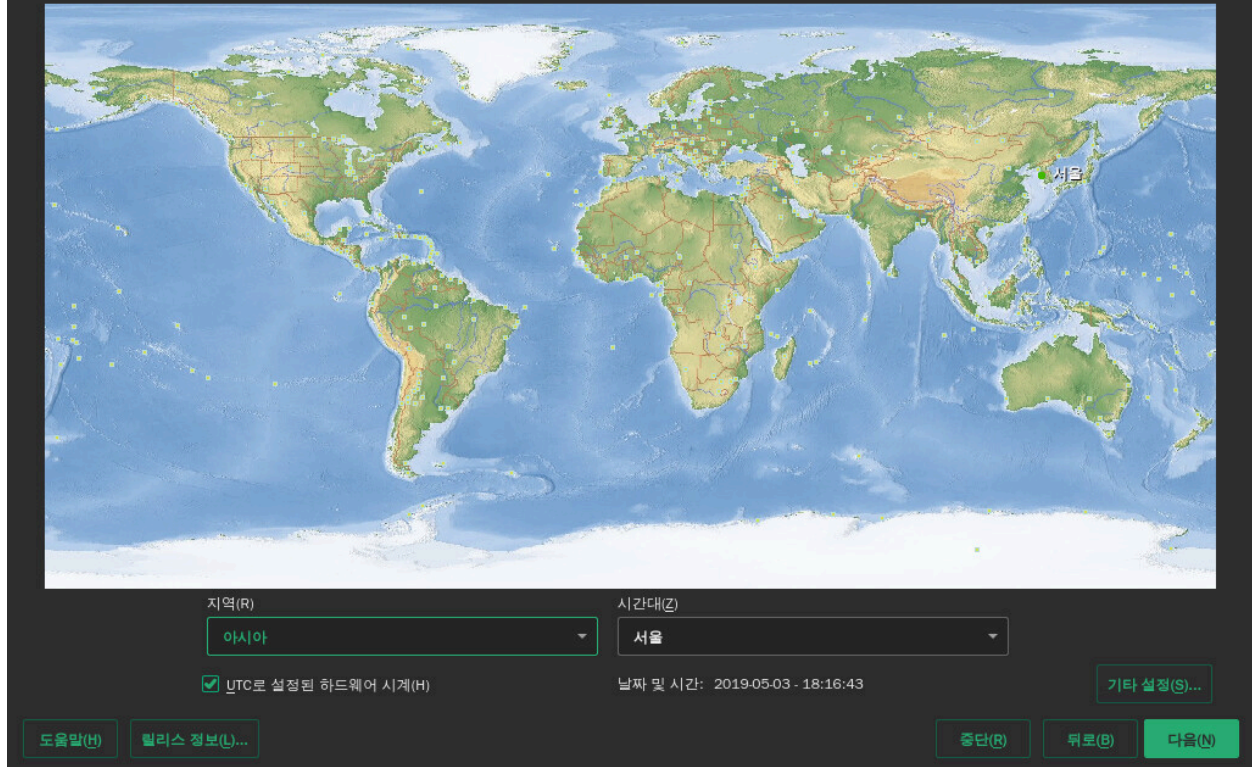 서울
지역(R)
시간대(Z)
아시아
서울
UTC로 설정된 하드웨어 시계(H)
날짜 및 시간: 2019-05-03 - 18:16:43
기타 설정(S)...
도움말(H)
릴리스 정보(L)...
중단(R)
뒤로(B)
다음(N)